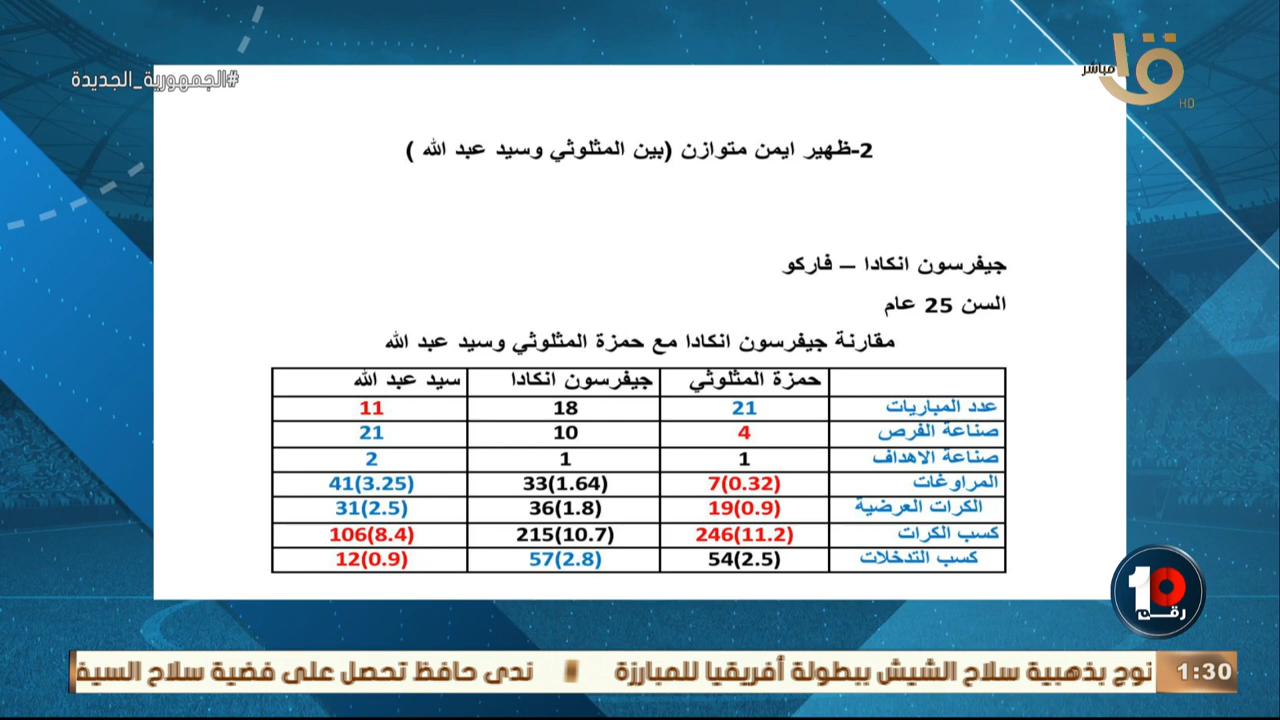 #الجمهورية_الجديدة
مباشر
HD
2-ظهير ايمن متوازن (بين المثلوثي وسيد عبد الله )
جيفرسون انكادا – فاركو
السن 25 عام
مقارنة جيفرسون انكادا مع حمزة المثلوثي وسيد عبد الله
حمزة المثلوثي جيفرسون انكادا سيد عبد الله
عدد المباريات 21 18 11
صناعة الفرص 4 10 21
صناعة الاهداف 1 1 2
المراوغات 7(0.32) 33(1.64) 41(3.25)
الكرات العرضية 19(0.9) 36(1.8) 31(2.5)
كسب الكرات 246(11.2) 215(10.7) 106(8.4)
كسب التدخلات 54(2.5) 57(2.8) 12(0.9)
رقم 10
1:30 نوج بذهبية سلاح الشيش ببطولة أفريقيا للمبارزة ندى حافظ تحصل على فضية سلاح